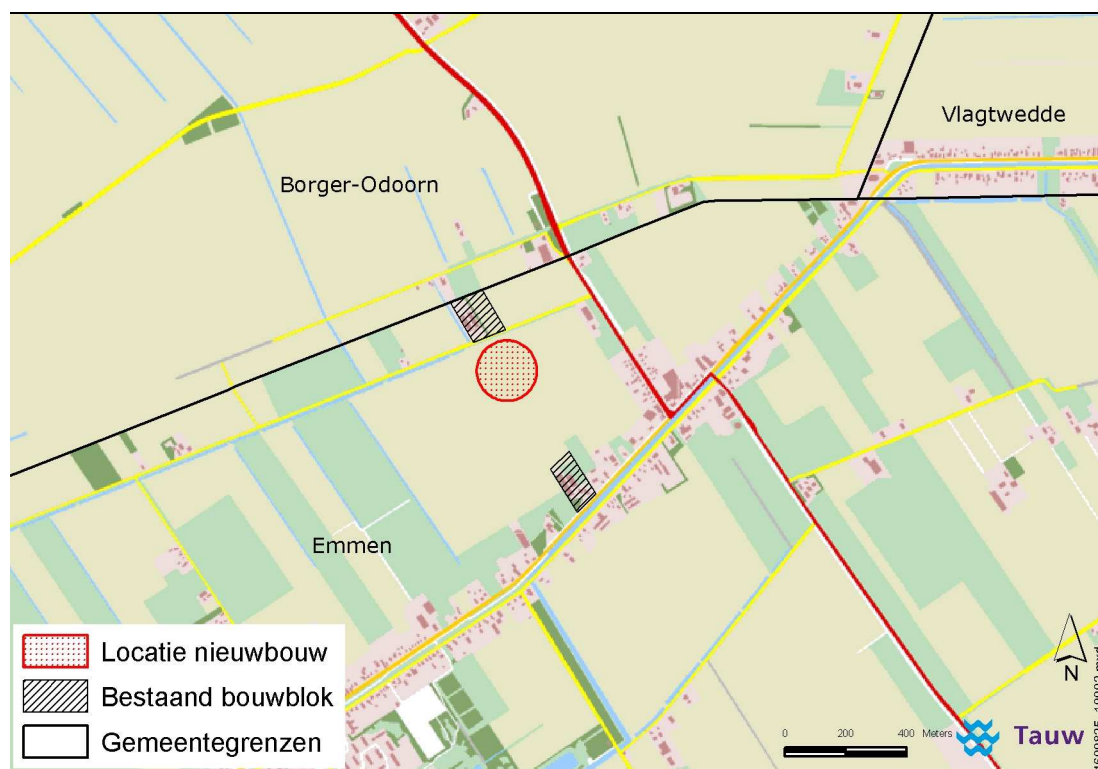 Vlagtwedde
Borger-Odoorn
Emmen
Locatie nieuwbouw
Bestaand bouwblok
Gemeentegrenzen
N
0 200 400 Meters
Tauw